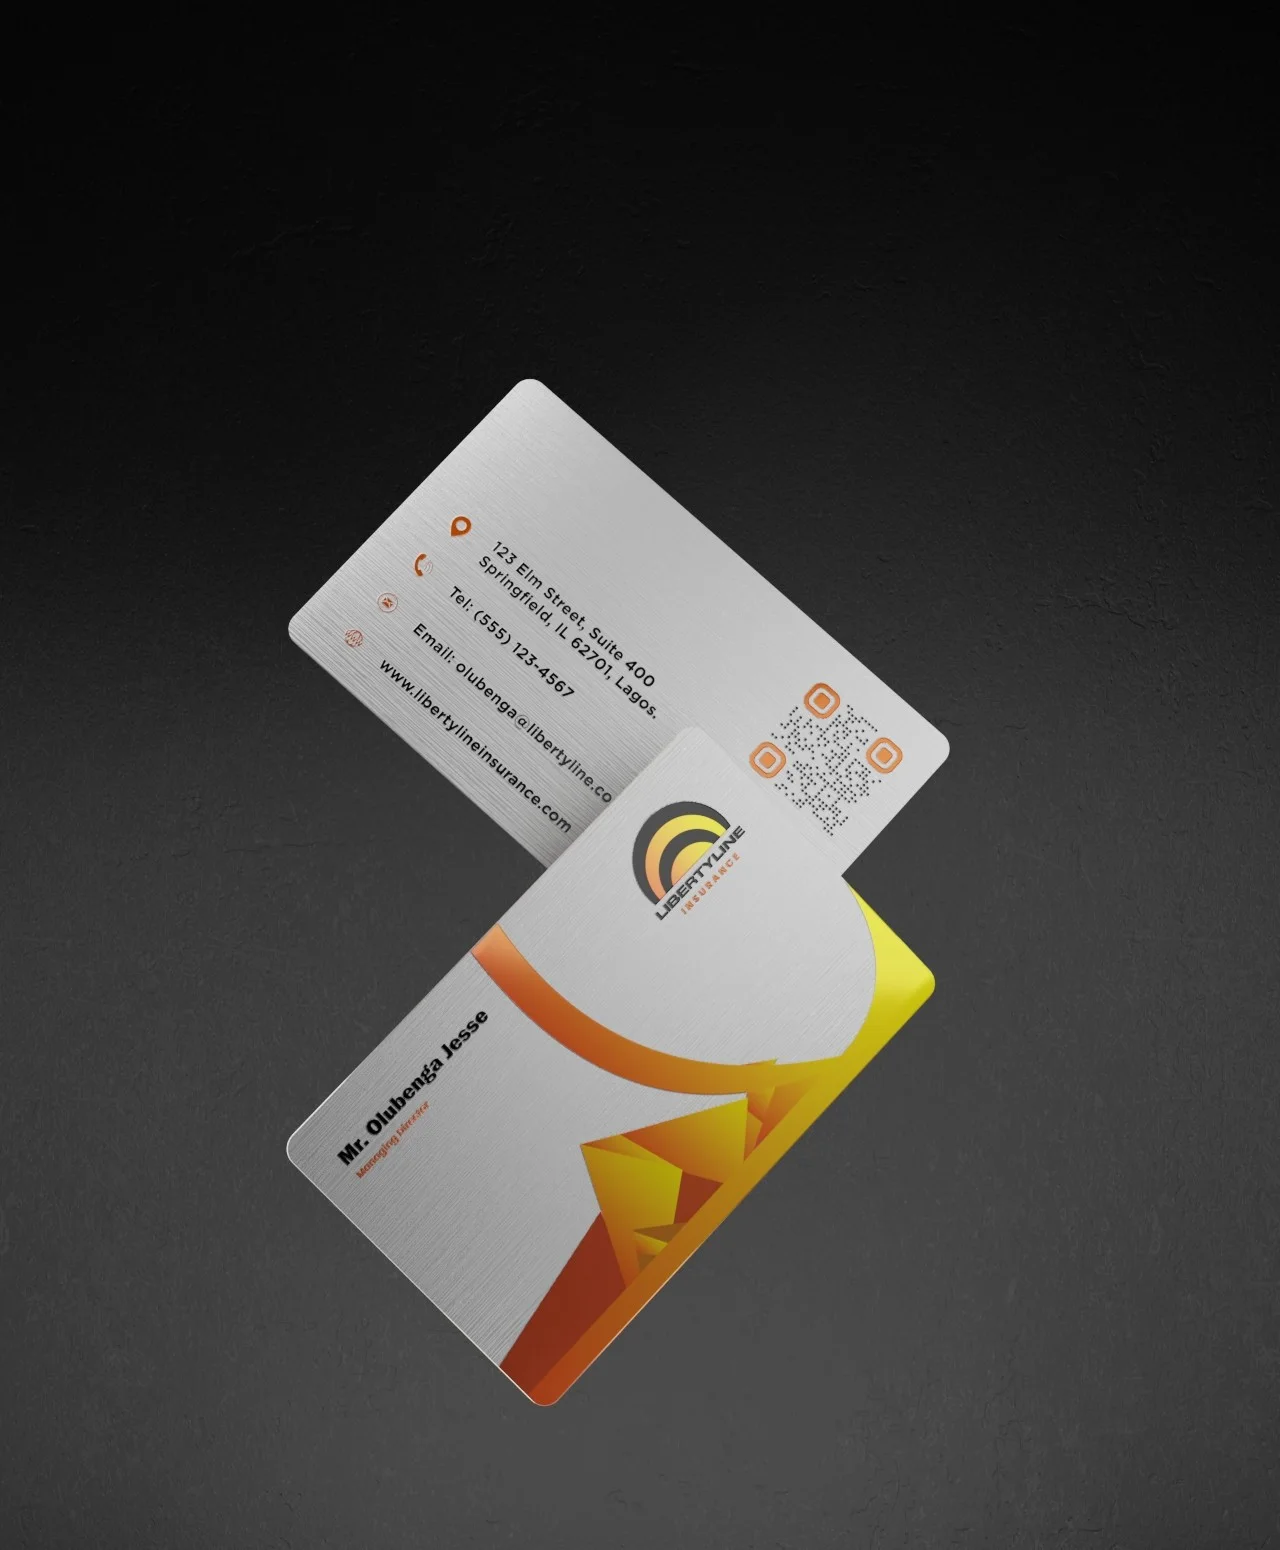 123 Elm Street, Suite 400
Springfield, IL 62701, Lagos.
Tel: (555) 123-4567
Email: olubenga@libertyline.co
www.libertylineinsurance.com
LIBERTYLINE
INSURANCE
Mr. Olubenga Jesse
Managing Director